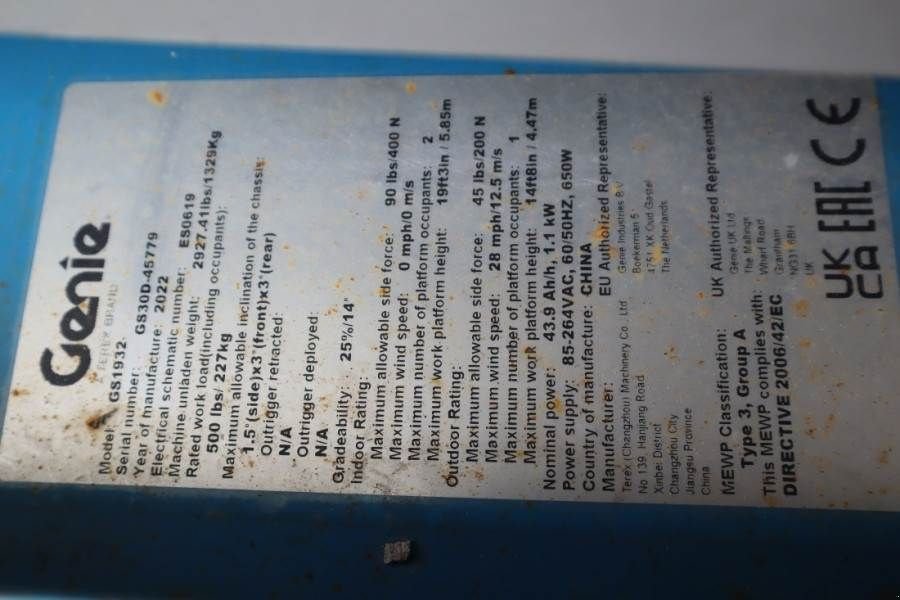 Genie
A TEREX BRAND
Model: GS1932
Serial number: GS30D-45779
Year of manufacture: 2022
Electrical schematic number: ES0619
Machine unladen weight: 2927.41lbs/1329Kg
Rated work load(including occupants):
500 lbs/ 227kg
Maximum allowable inclination of the chassis:
1.5°(side)x3°(front)x3°(rear)
Outrigger retracted:
N/A
Outrigger deployed:
N/A
Gradeability: 25%/14°
Indoor Rating:
Maximum allowable side force: 90 lbs/400 N
Maximum wind speed: 0 mph/0 m/s
Maximum number of platform occupants: 2
Maximum work platform height: 19ft3in / 5.85m
Outdoor Rating:
Maximum allowable side force: 45 lbs/200 N
Maximum wind speed: 28 mph/12.5 m/s
Maximum number of platform occupants: 1
Maximum work platform height: 14ft8in / 4.47m
Nominal power: 43.9 Ah/h, 1.1 kW
Power supply: 85-264VAC, 60/50HZ, 650W
Country of manufacture: CHINA
Manufacturer:
Terex (Changzhou) Machinery Co., Ltd
No 139, Hanjiang Road
Xinbei District
Changzhou City
Jiangsu Province
China
EU Authorized Representative:
Genie Industries B.V
Boekerman 5
4751 XK Oud Gastel
The Netherlands
MEWP Classification:
Type 3, Group A
This MEWP complies with:
DIRECTIVE 2006/42/EC
UK Authorized Representative:
Genie UK Ltd
The Maltings
Wharf Road
Grantham
NG31 6BH
UK
UK
CA
EAC
CE